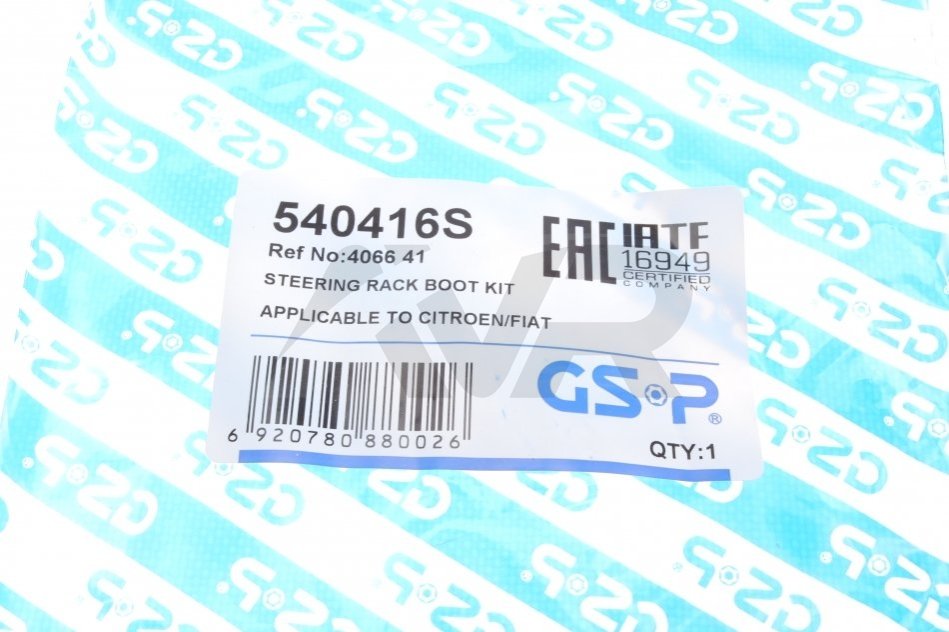 540416S
Ref No:4066 41
STEERING RACK BOOT KIT
APPLICABLE TO CITROEN/FIAT
EAC
IATF
16949
CERTIFIED
COMPANY
6 920780 880026
GS·P®
QTY:1